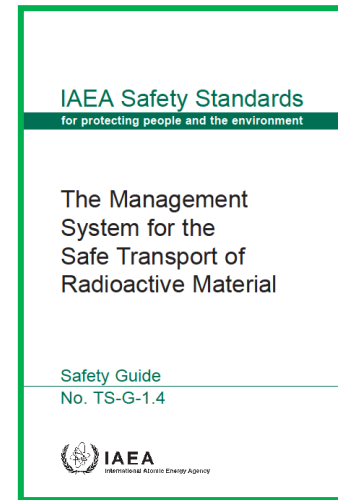 IAEA Safety Standards
for protecting people and the environment
The Management
System for the
Safe Transport of
Radioactive Material
Safety Guide
No. TS-G-1.4
IAEA
International Atomic Energy Agency